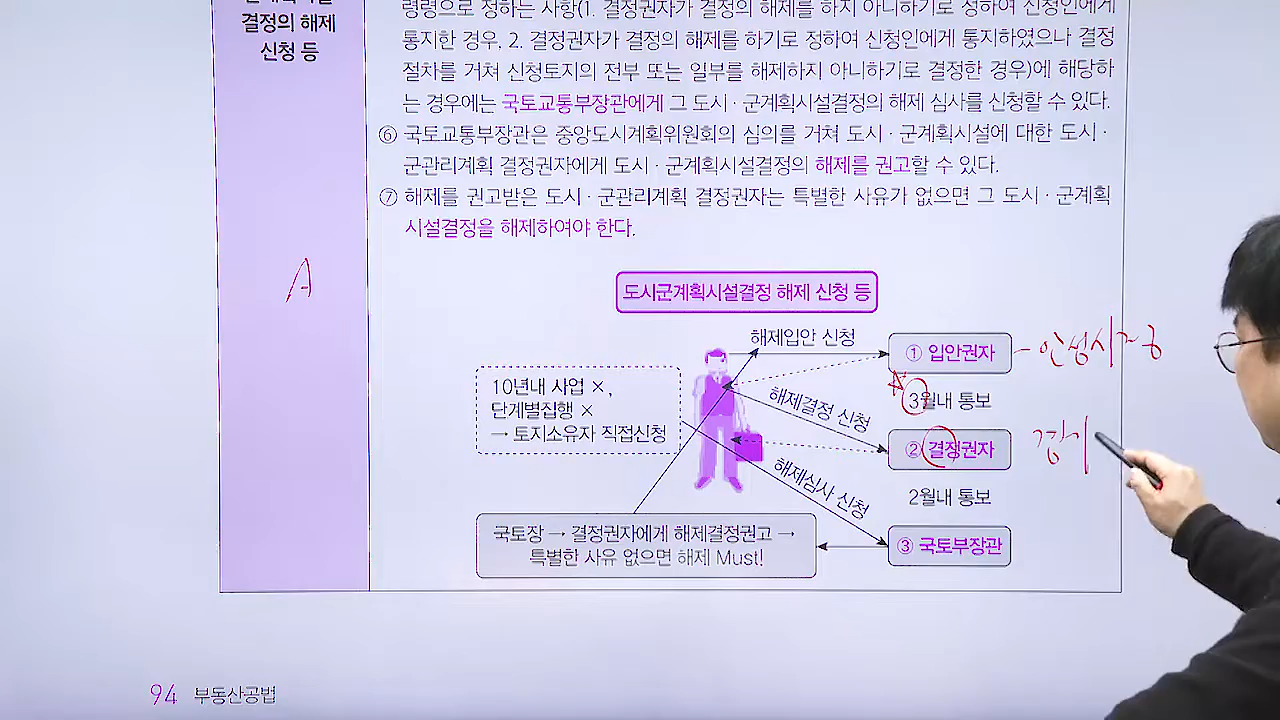 결정의 해제
신청 등
령령으로 정하는 사항(1. 결정권자가 결정의 해제를 하지 아니하기로 정하여 신청인에게
통지한 경우. 2. 결정권자가 결정의 해제를 하기로 정하여 신청인에게 통지하였으나 결정
절차를 거쳐 신청토지의 전부 또는 일부를 해제하지 아니하기로 결정한 경우)에 해당하
는 경우에는 국토교통부장관에게 그 도시·군계획시설결정의 해제 심사를 신청할 수 있다.
⑥ 국토교통부장관은 중앙도시계획위원회의 심의를 거쳐 도시·군계획시설에 대한 도시·
군관리계획 결정권자에게 도시·군계획시설결정의 해제를 권고할 수 있다.
⑦ 해제를 권고받은 도시·군관리계획 결정권자는 특별한 사유가 없으면 그 도시·군계획
시설결정을 해제하여야 한다.
A
도시군계획시설결정 해제 신청 등
해제입안 신청
① 입안권자
10년내 사업 ×,
단계별집행 ×
→ 토지소유자 직접신청
3월내 통보
해제결정 신청
② 결정권자
2월내 통보
해제심사 신청
③ 국토부장관
국토장 → 결정권자에게 해제결정권고 →
특별한 사유 없으면 해제 Must!
94 부동산공법